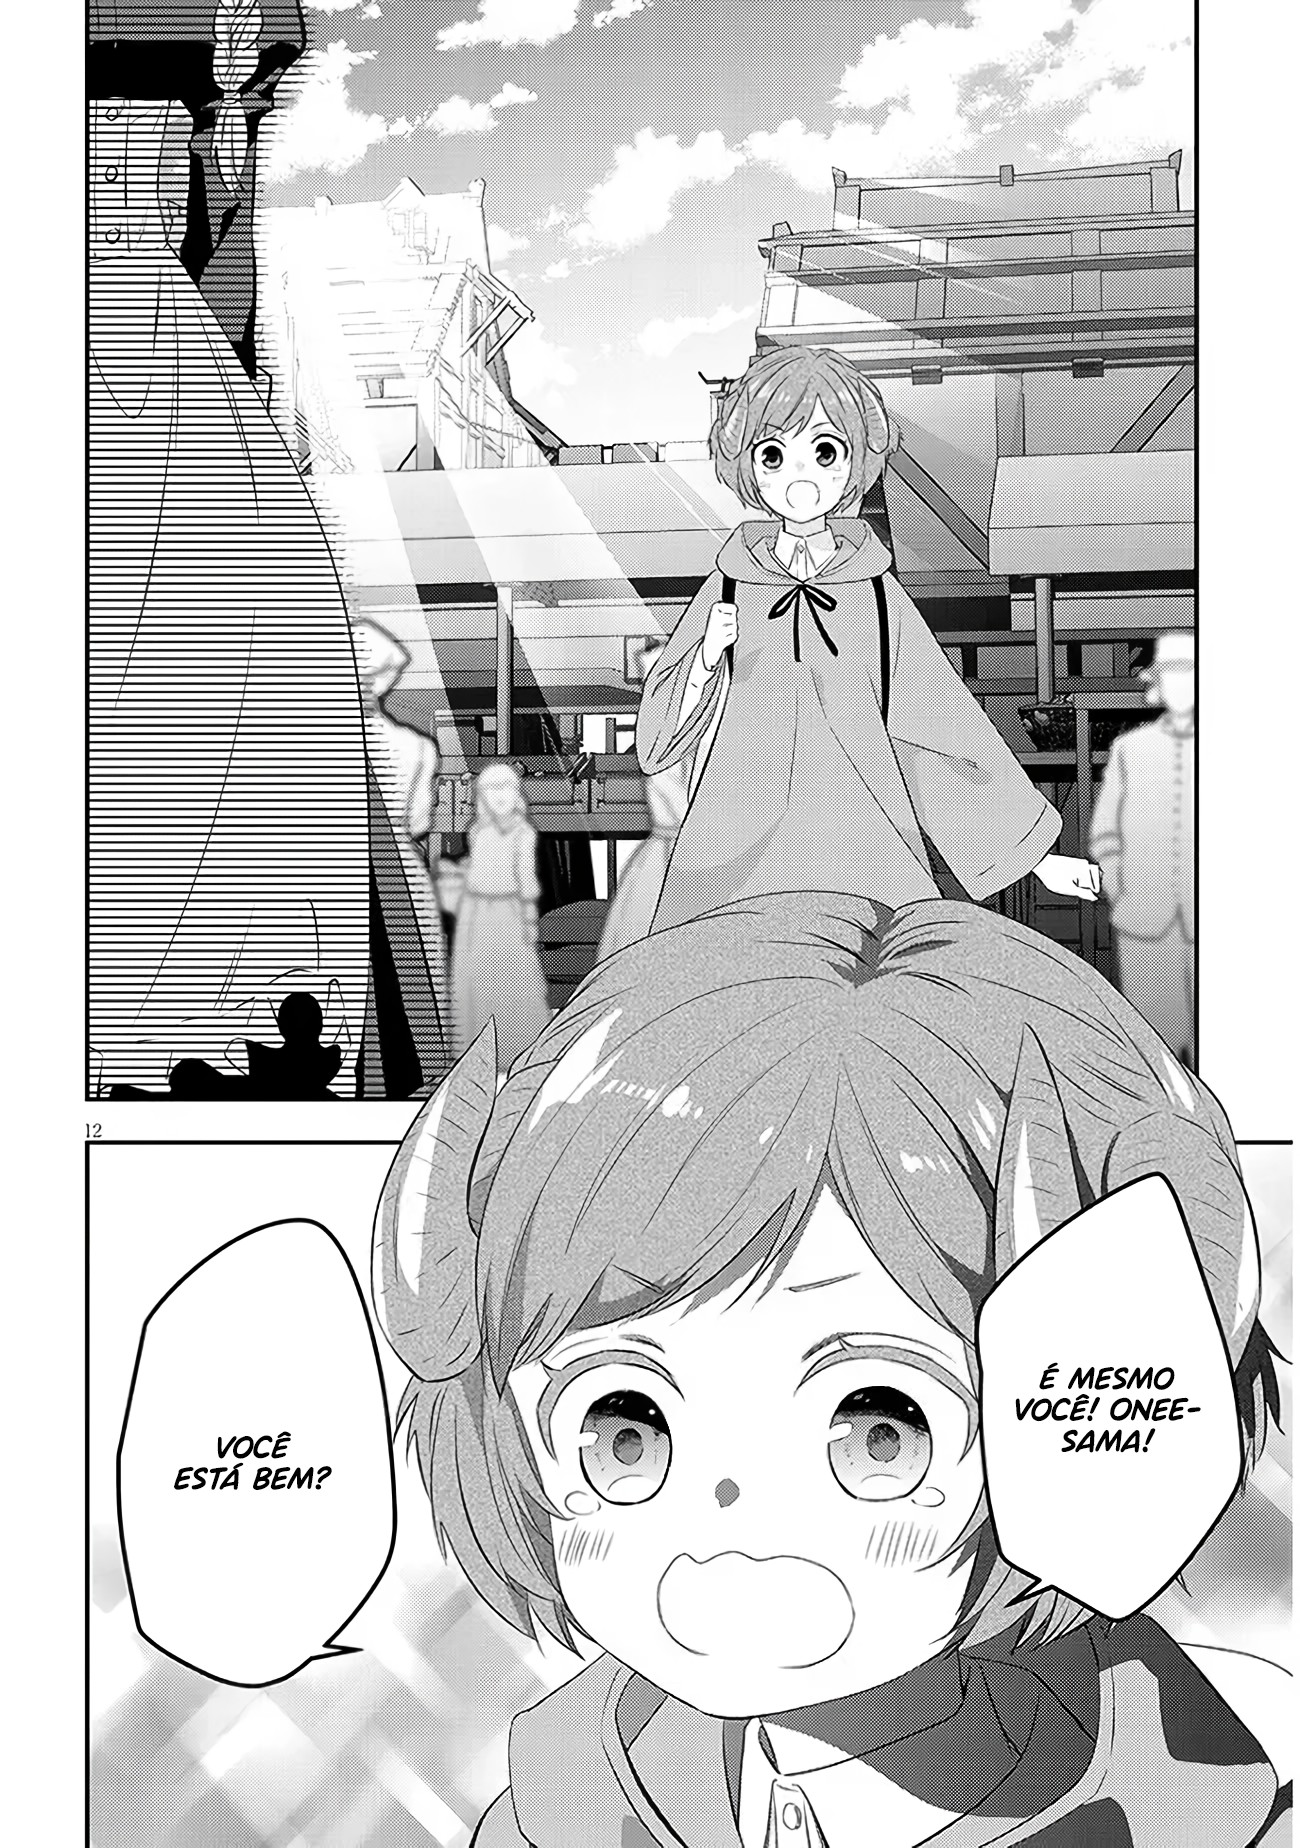 12
É MESMO
VOCÊ! ONEE-
SAMA!
VOCÊ
ESTÁ BEM?